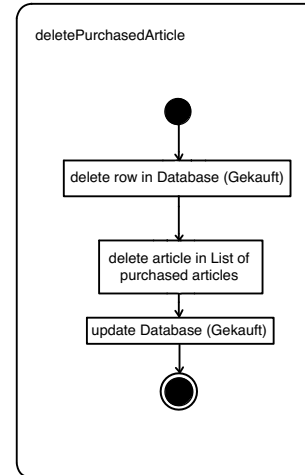 deletePurchasedArticle
delete row in Database (Gekauft)
delete article in List of
purchased articles
update Database (Gekauft)